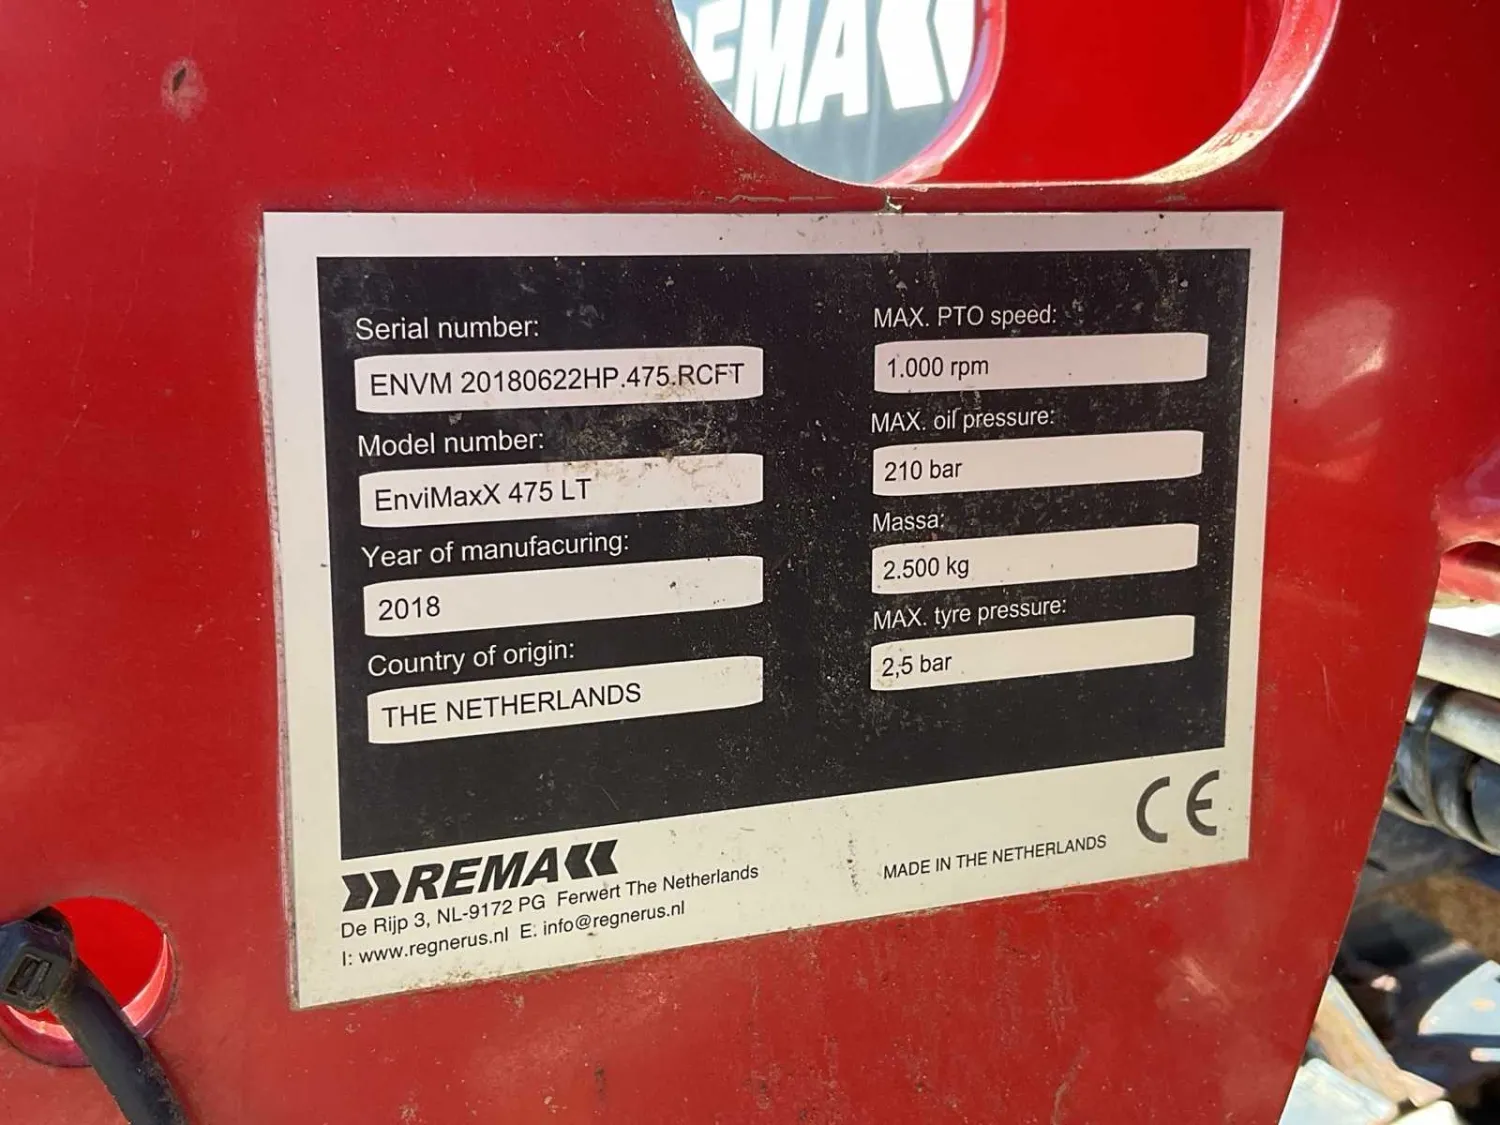 REMA
Serial number:
ENVM 20180622HP.475.RCFT
Model number:
EnviMaxX 475 LT
Year of manufacuring:
2018
Country of origin:
THE NETHERLANDS
MAX. PTO speed:
1.000 rpm
MAX. oil pressure:
210 bar
Massa:
2.500 kg
MAX. tyre pressure:
2,5 bar
REMA
De Rijp 3, NL-9172 PG Ferwert The Netherlands
I: www.regnerus.nl E: info@regnerus.nl
MADE IN THE NETHERLANDS
CE